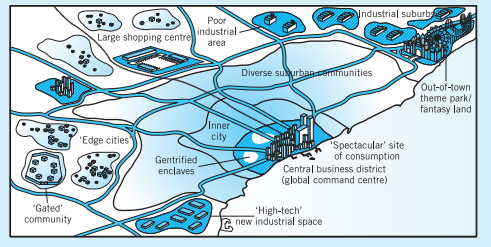 Poor
industrial
area
Industrial suburbs
Large shopping centre
Diverse suburban communities
Out-of-town
theme park/
fantasy land
Inner
city
'Edge cities'
'Spectacular' site
of consumption
Gentrified
enclaves
Central business district
(global command centre)
'Gated'
community
'High-tech'
new industrial space